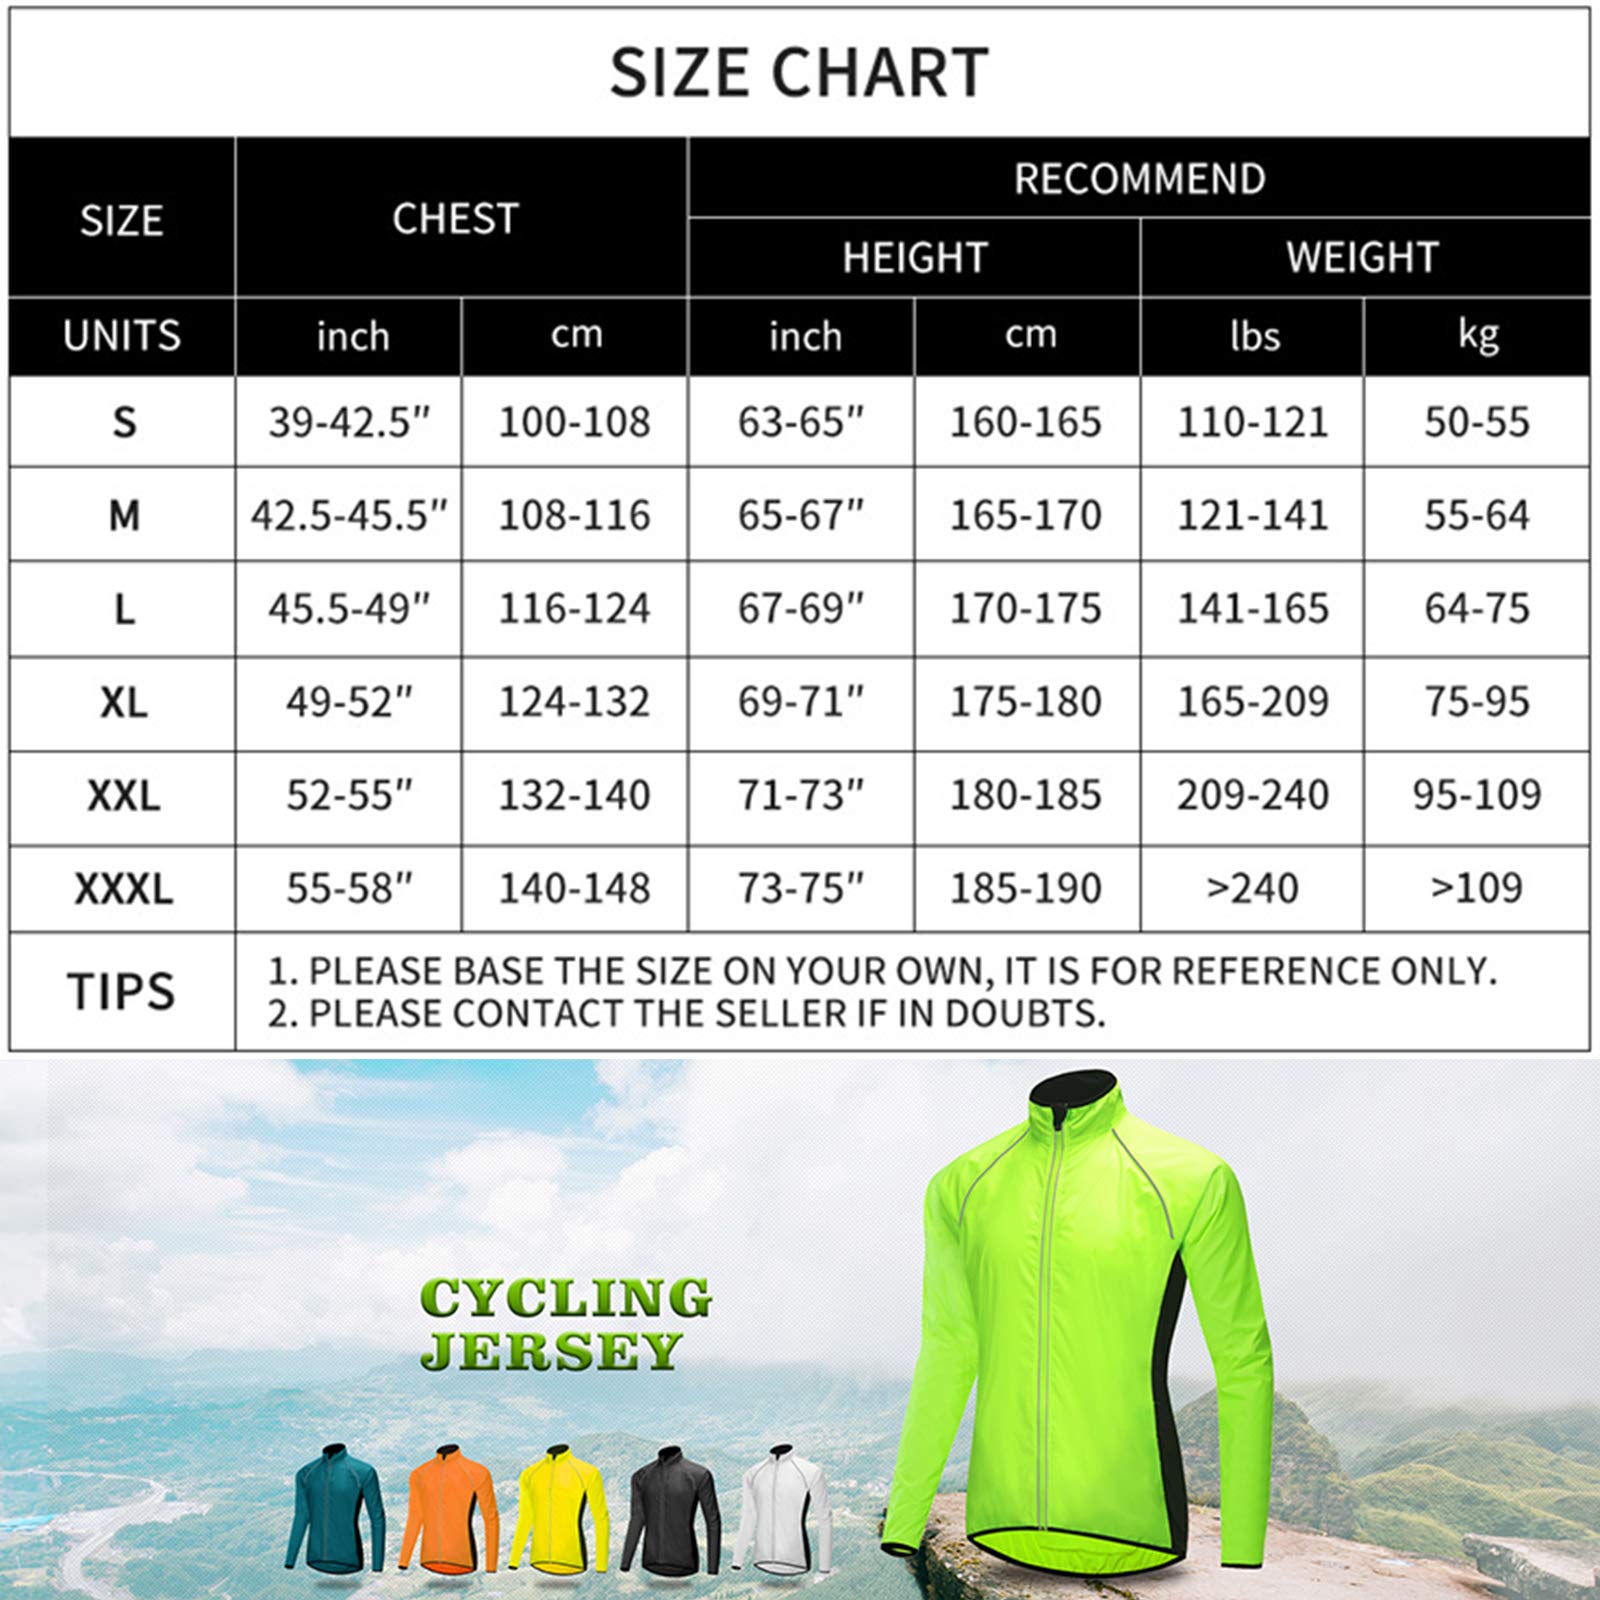 SIZE CHART
SIZE CHEST RECOMMEND
HEIGHT WEIGHT
UNITS inch cm inch cm lbs kg
S 39-42.5" 100-108 63-65" 160-165 110-121 50-55
M 42.5-45.5" 108-116 65-67" 165-170 121-141 55-64
L 45.5-49" 116-124 67-69" 170-175 141-165 64-75
XL 49-52" 124-132 69-71" 175-180 165-209 75-95
XXL 52-55" 132-140 71-73" 180-185 209-240 95-109
XXXL 55-58" 140-148 73-75" 185-190 >240 >109
TIPS 1. PLEASE BASE THE SIZE ON YOUR OWN, IT IS FOR REFERENCE ONLY.
2. PLEASE CONTACT THE SELLER IF IN DOUBTS.
CYCLING
JERSEY